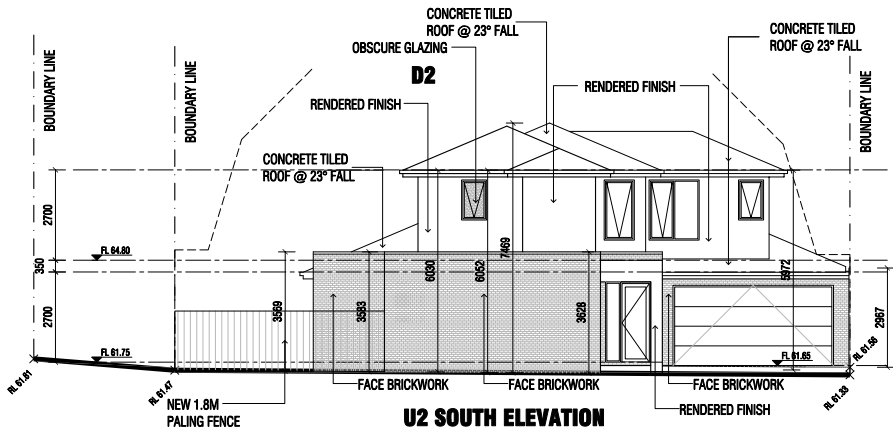 CONCRETE TILED
ROOF @ 23° FALL
OBSCURE GLAZING
D2
RENDERED FINISH
CONCRETE TILED
ROOF @ 23° FALL
RENDERED FINISH
CONCRETE TILED
ROOF @ 23° FALL
BOUNDARY LINE
BOUNDARY LINE
BOUNDARY LINE
2700
350
2700
FL 64.80
FL 61.75
3569
3583
6030
6052
7469
3628
5972
2967
FL 61.65
RL 61.56
RL 61.81
RL 61.47
RL 61.33
NEW 1.8M
PALING FENCE
FACE BRICKWORK
FACE BRICKWORK
FACE BRICKWORK
RENDERED FINISH
U2 SOUTH ELEVATION